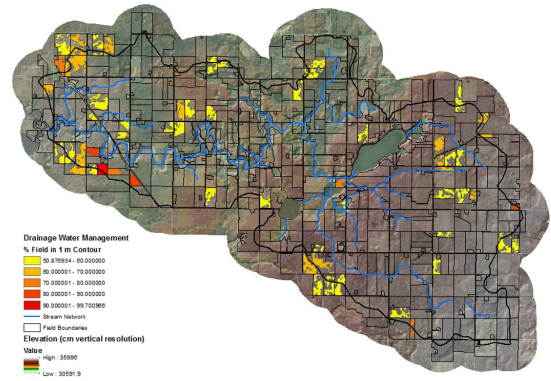 Drainage Water Management
% Field in 1 m Contour
50.876934 - 60.000000
60.000001 - 70.000000
70.000001 - 80.000000
80.000001 - 90.000000
90.000001 - 99.700966
Stream Network
Field Boundaries
Elevation (cm vertical resolution)
Value
High : 35996
Low : 30591.9